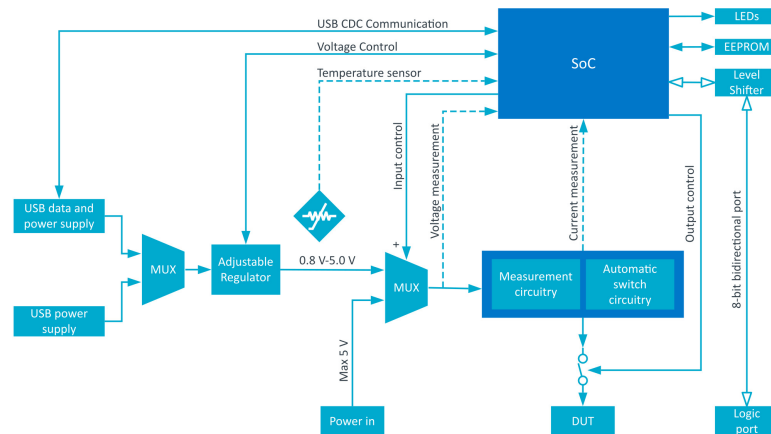 USB CDC Communication
Voltage Control
Temperature sensor
SoC
LEDs
EEPROM
Level
Shifter
Input control
Voltage measurement
Current measurement
Output control
8-bit bidirectional port
USB data and
power supply
MUX
Adjustable
Regulator
0.8 V-5.0 V
+
MUX
Measurement
circuitry
Automatic
switch
circuitry
USB power
supply
Max 5 V
Power in
DUT
Logic
port